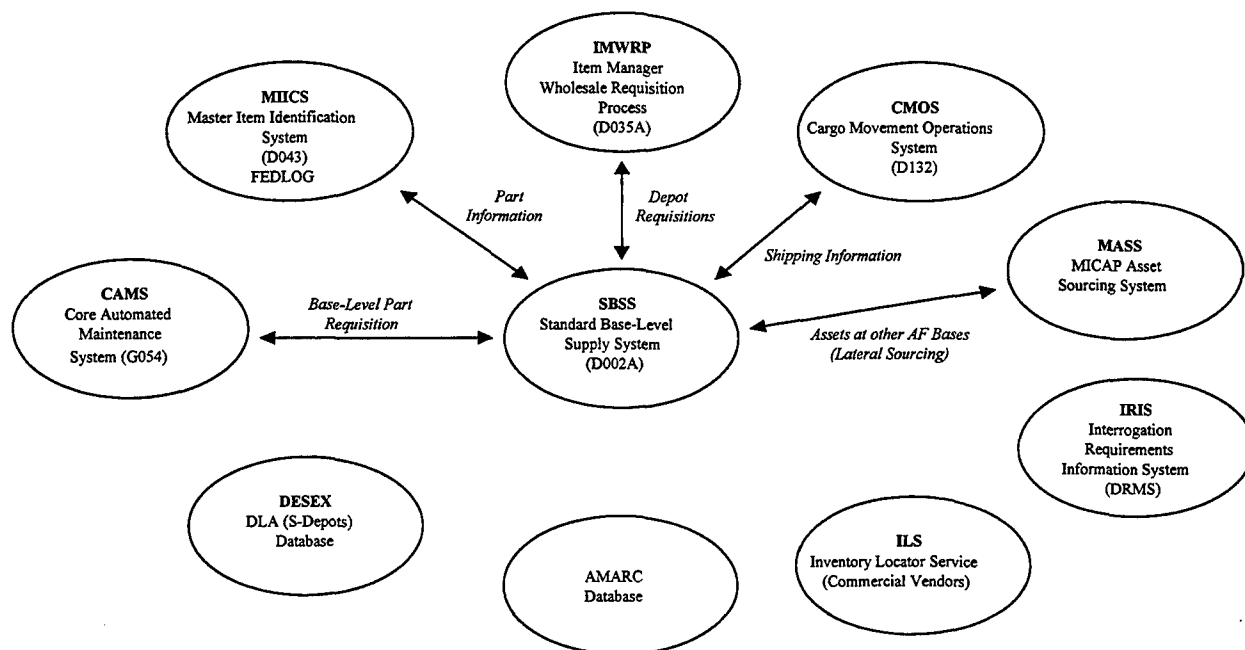 IMWRP
Item Manager
Wholesale Requisition
Process
(D035A)
MIICS
Master Item Identification
System
(D043)
FEDLOG
CMOS
Cargo Movement Operations
System
(D132)
Part
Information
Depot
Requisitions
Shipping Information
MASS
MICAP Asset
Sourcing System
CAMS
Core Automated
Maintenance
System (G054)
Base-Level Part
Requisition
SBSS
Standard Base-Level
Supply System
(D002A)
Assets at other AF Bases
(Lateral Sourcing)
IRIS
Interrogation
Requirements
Information System
(DRMS)
DESEX
DLA (S-Depots)
Database
AMARC
Database
ILS
Inventory Locator Service
(Commercial Vendors)